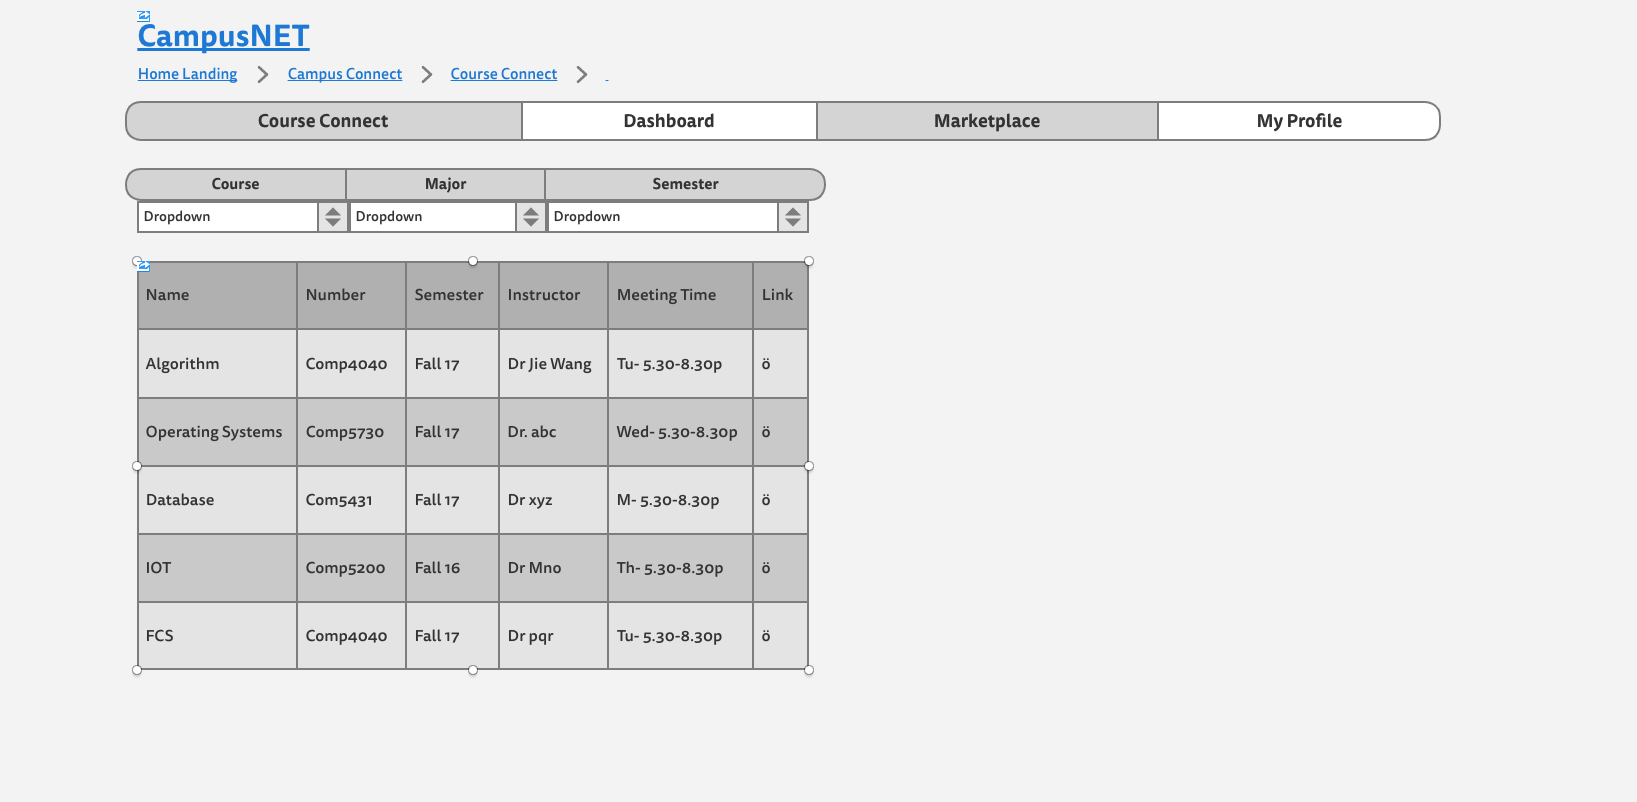 CampusNET
Home Landing Campus Connect Course Connect
Course Connect Dashboard Marketplace My Profile
Course Major Semester
Dropdown Dropdown Dropdown
Name Number Semester Instructor Meeting Time Link
Algorithm Comp4040 Fall 17 Dr Jie Wang Tu- 5.30-8.30p ö
Operating Systems Comp5730 Fall 17 Dr. abc Wed- 5.30-8.30p ö
Database Com5431 Fall 17 Dr xyz M- 5.30-8.30p ö
IOT Comp5200 Fall 16 Dr Mno Th- 5.30-8.30p ö
FCS Comp4040 Fall 17 Dr pqr Tu- 5.30-8.30p ö